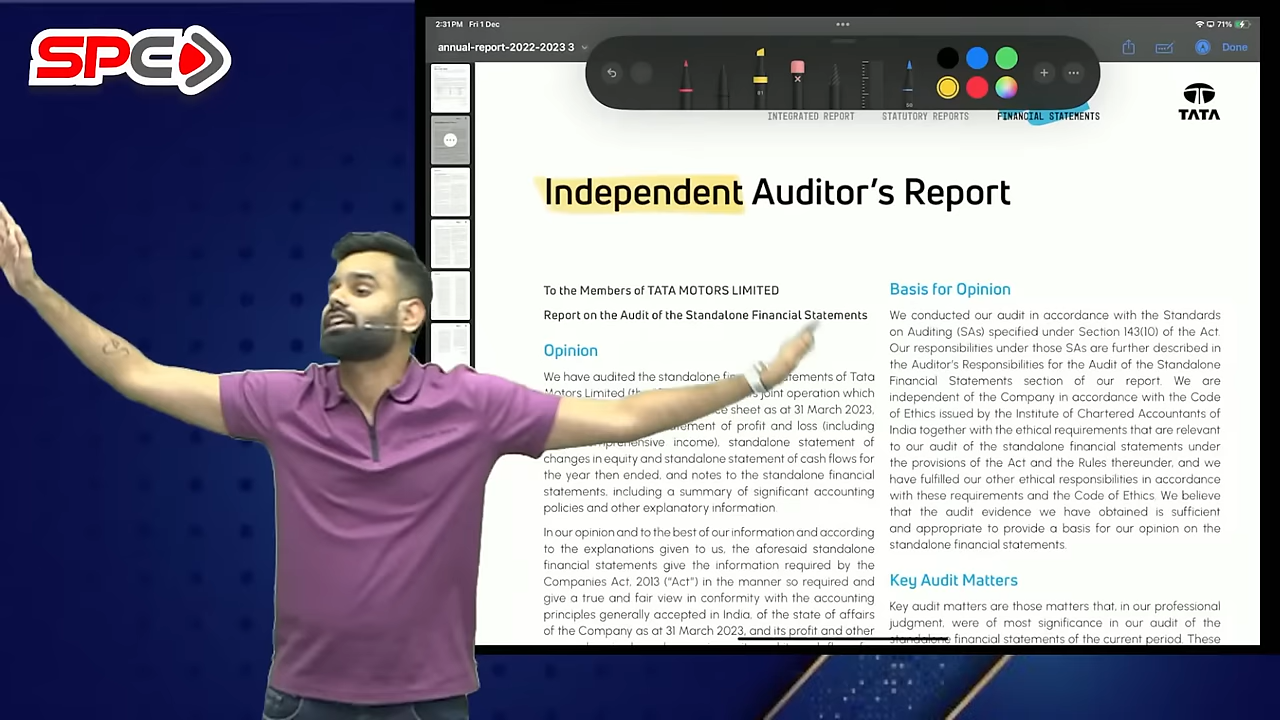 SPC
2:31PM Fri 1 Dec
71%
annual-report-2022-2023 3
Done
INTEGRATED REPORT
STATUTORY REPORTS
FINANCIAL STATEMENTS
TATA
Independent Auditor's Report
To the Members of TATA MOTORS LIMITED
Report on the Audit of the Standalone Financial Statements
Opinion
We have audited the standalone tements of Tata
Motors Limited joint operation which
sheet as at 31 March 2023,
ement of profit and loss (including
income), standalone statement of
changes in equity and standalone statement of cash flows for
the year then ended, and notes to the standalone financial
statements, including a summary of significant accounting
policies and other explanatory information.
In our opinion and to the best of our information and according
to the explanations given to us, the aforesaid standalone
financial statements give the information required by the
Companies Act, 2013 ("Act") in the manner so required and
give a true and fair view in conformity with the accounting
principles generally accepted in India, of the state of affairs
of the Company as at 31 March 2023, and its profit and other
Basis for Opinion
We conducted our audit in accordance with the Standards
on Auditing (SAs) specified under Section 143(10) of the Act.
Our responsibilities under those SAs are further described in
the Auditor's Responsibilities for the Audit of the Standalone
Financial Statements section of our report. We are
independent of the Company in accordance with the Code
of Ethics issued by the Institute of Chartered Accountants of
India together with the ethical requirements that are relevant
to our audit of the standalone financial statements under
the provisions of the Act and the Rules thereunder, and we
have fulfilled our other ethical responsibilities in accordance
with these requirements and the Code of Ethics. We believe
that the audit evidence we have obtained is sufficient
and appropriate to provide a basis for our opinion on the
standalone financial statements.
Key Audit Matters
Key audit matters are those matters that, in our professional
judgment, were of most significance in our audit of the
standalone financial statements of the current period. These